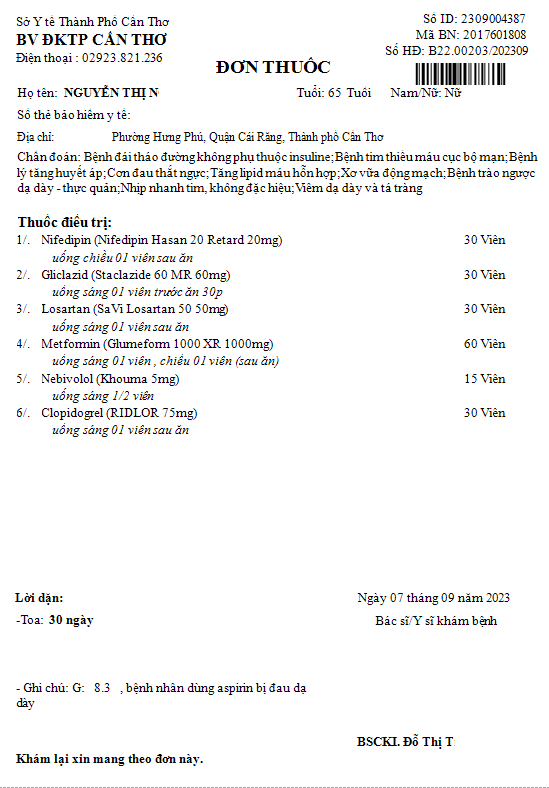 Sở Y tế Thành Phố Cần Thơ
BV ĐKTP CẦN THƠ
Điện thoại : 02923.821.236
Số ID: 2309004387
Mã BN: 2017601808
Số HĐ: B22.00203/202309
ĐƠN THUỐC
Họ tên: NGUYỄN THỊ N Tuổi: 65 Tuổi Nam/Nữ: Nữ
Số thẻ bảo hiểm y tế:
Địa chỉ: Phường Hưng Phú, Quận Cái Răng, Thành phố Cần Thơ
Chẩn đoán: Bệnh đái tháo đường không phụ thuộc insuline;Bệnh tim thiếu máu cục bộ mạn;Bệnh
lý tăng huyết áp;Cơn đau thắt ngực;Tăng lipid máu hỗn hợp;Xơ vữa động mạch;Bệnh trào ngược
dạ dày - thực quản;Nhịp nhanh tim, không đặc hiệu;Viêm dạ dày và tá tràng
Thuốc điều trị:
1/. Nifedipin (Nifedipin Hasan 20 Retard 20mg) 30 Viên
uống chiều 01 viên sau ăn
2/. Gliclazid (Staclazide 60 MR 60mg) 30 Viên
uống sáng 01 viên trước ăn 30p
3/. Losartan (SaVi Losartan 50 50mg) 30 Viên
uống sáng 01 viên sau ăn
4/. Metformin (Glumeform 1000 XR 1000mg) 60 Viên
uống sáng 01 viên , chiều 01 viên (sau ăn)
5/. Nebivolol (Khouma 5mg) 15 Viên
uống sáng 1/2 viên
6/. Clopidogrel (RIDLOR 75mg) 30 Viên
uống sáng 01 viên sau ăn
Lời dặn:
Ngày 07 tháng 09 năm 2023
-Toa: 30 ngày
Bác sĩ/Y sĩ khám bệnh
- Ghi chú: G: 8.3 , bệnh nhân dùng aspirin bị đau dạ
dày
BSCKI. Đỗ Thị T
Khám lại xin mang theo đơn này.